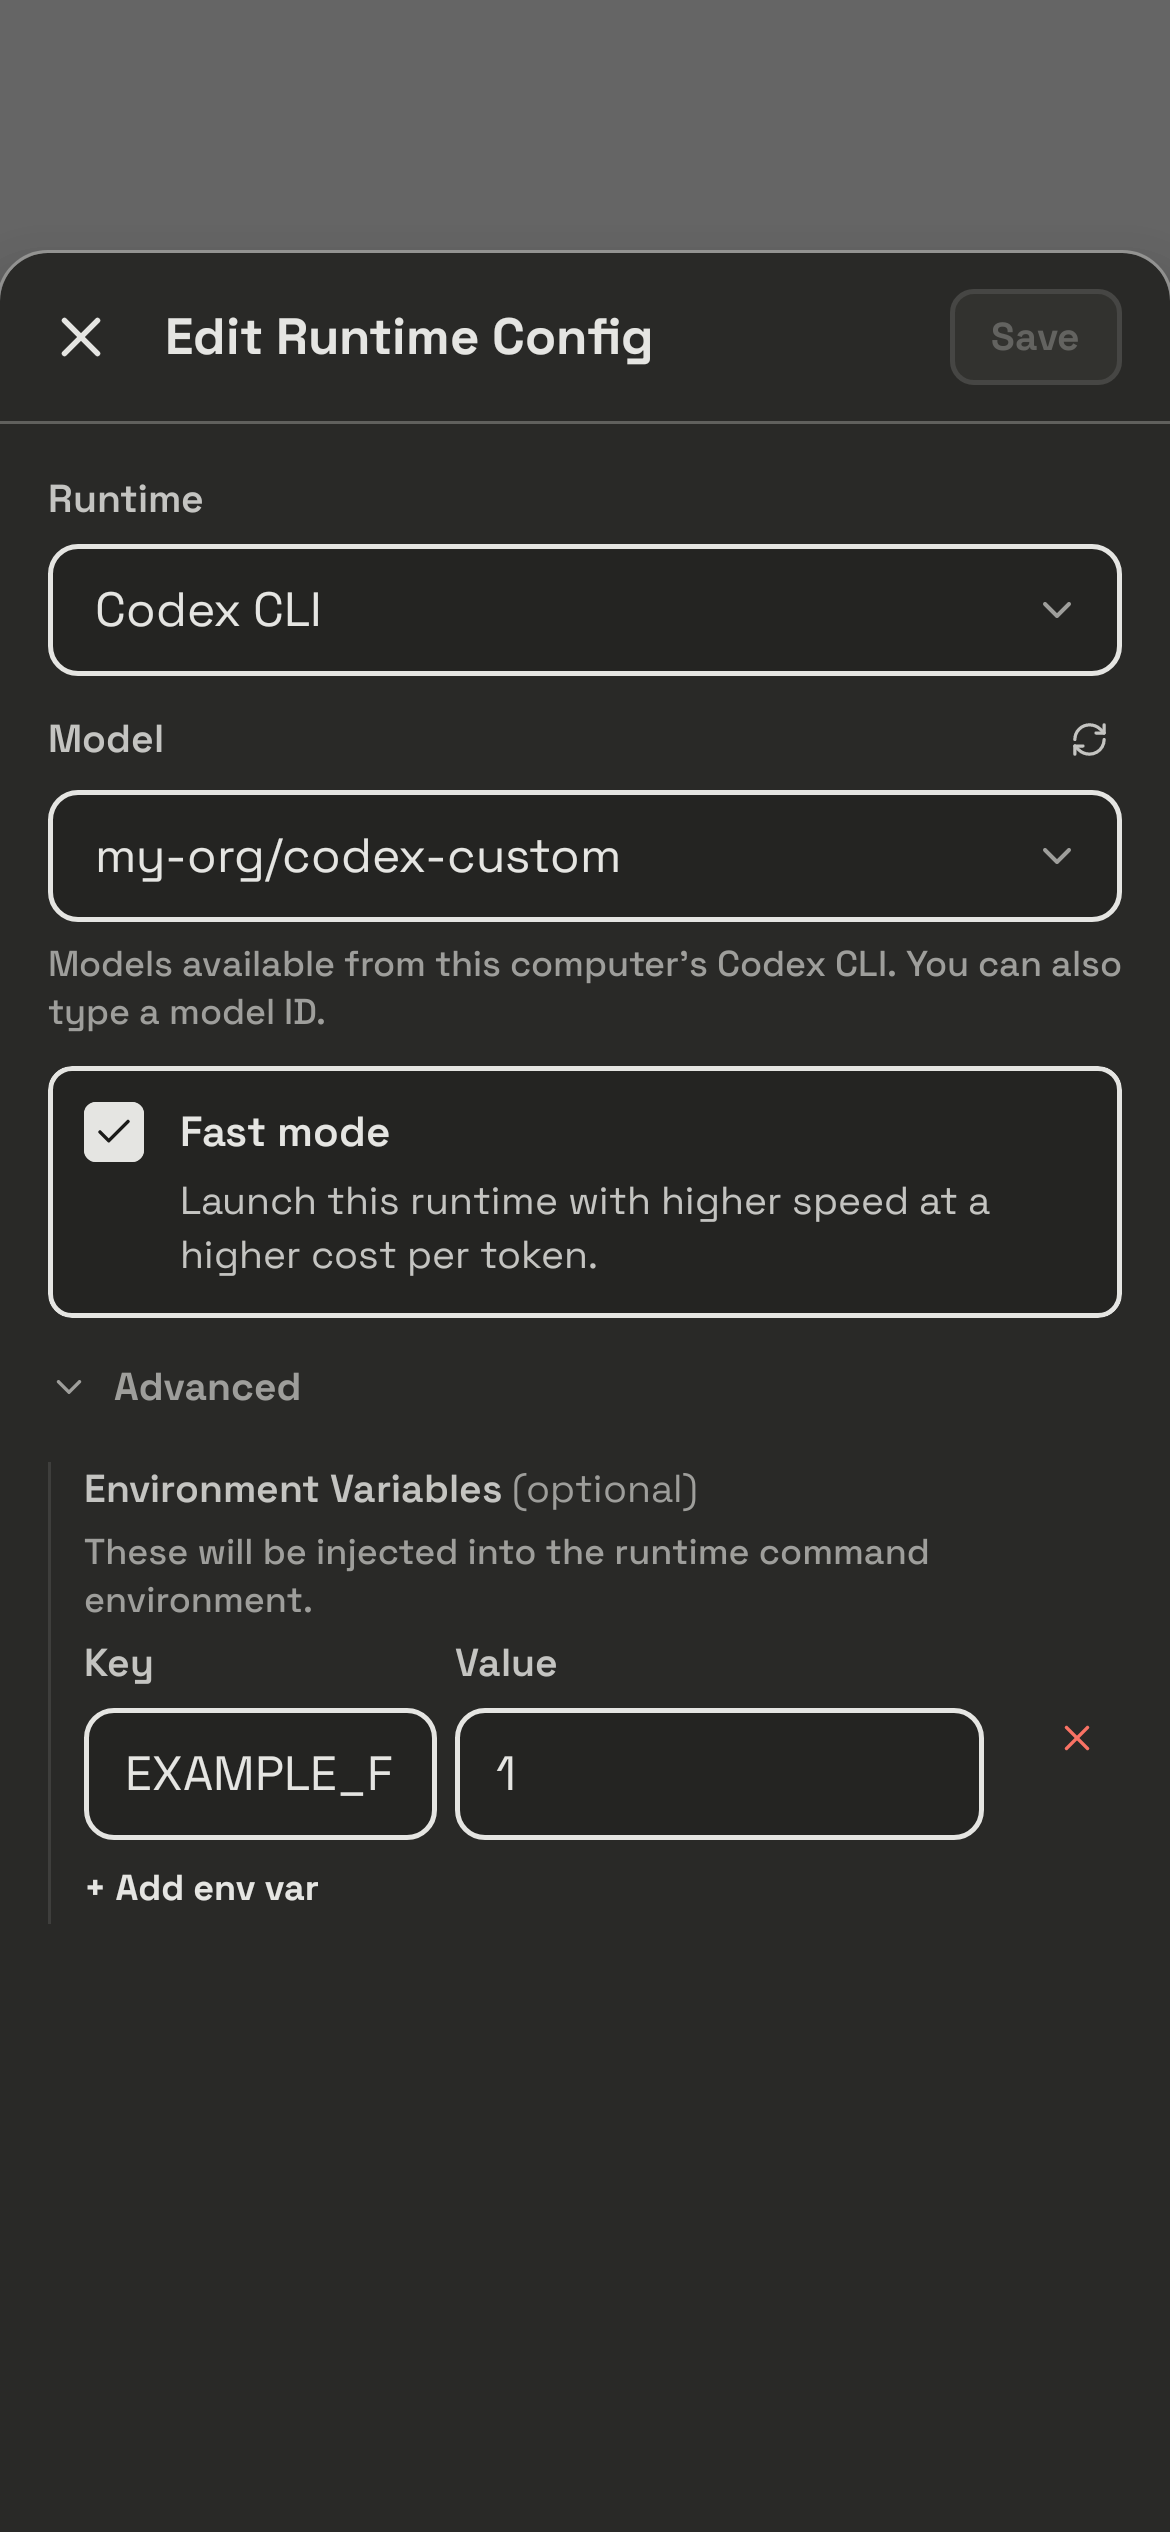 Edit Runtime Config
Save
Runtime
Codex CLI
Model
my-org/codex-custom
Models available from this computer's Codex CLI. You can also
type a model ID.
Fast mode
Launch this runtime with higher speed at a
higher cost per token.
Advanced
Environment Variables (optional)
These will be injected into the runtime command
environment.
Key
Value
EXAMPLE_F
1
+ Add env var